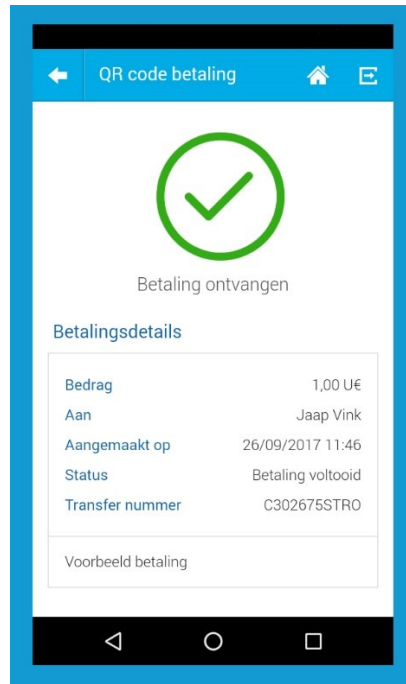 QR code betaling
Betaling ontvangen
Betalingsdetails
Bedrag 1,00 U€
Aan Jaap Vink
Aangemaakt op 26/09/2017 11:46
Status Betaling voltooid
Transfer nummer C302675STRO
Voorbeeld betaling